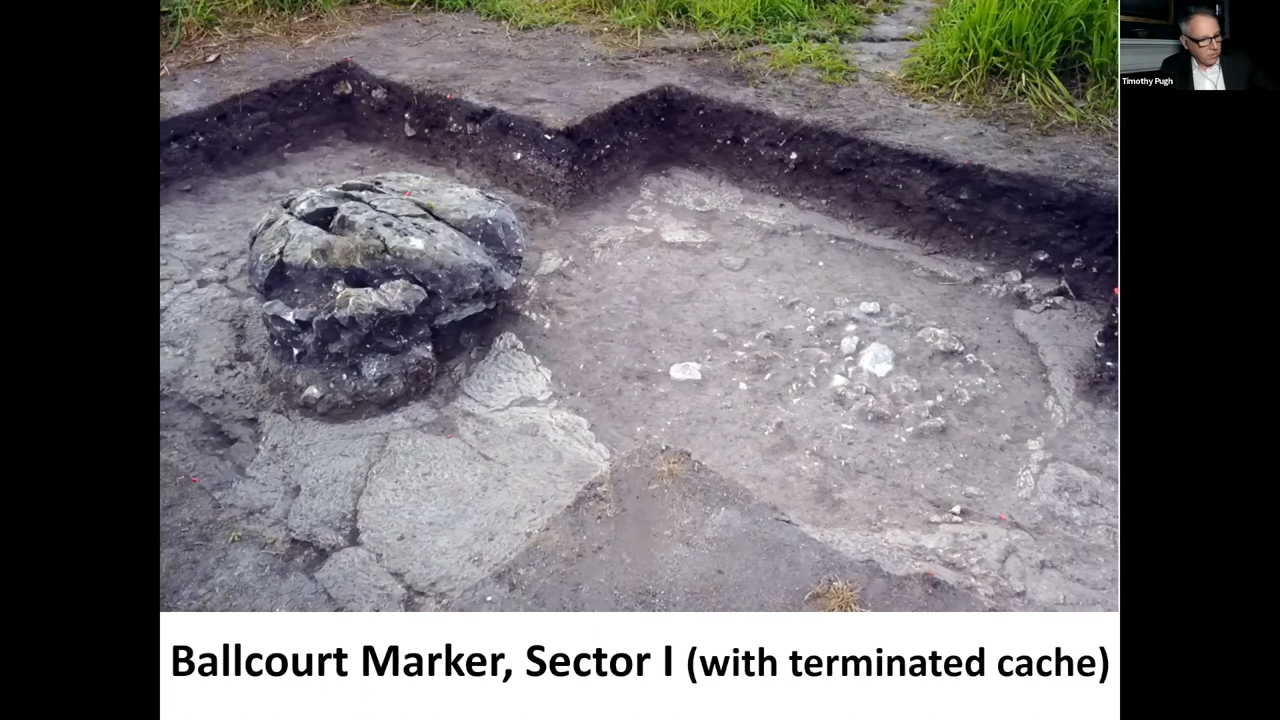 Timothy Pugh
Ballcourt Marker, Sector I (with terminated cache)